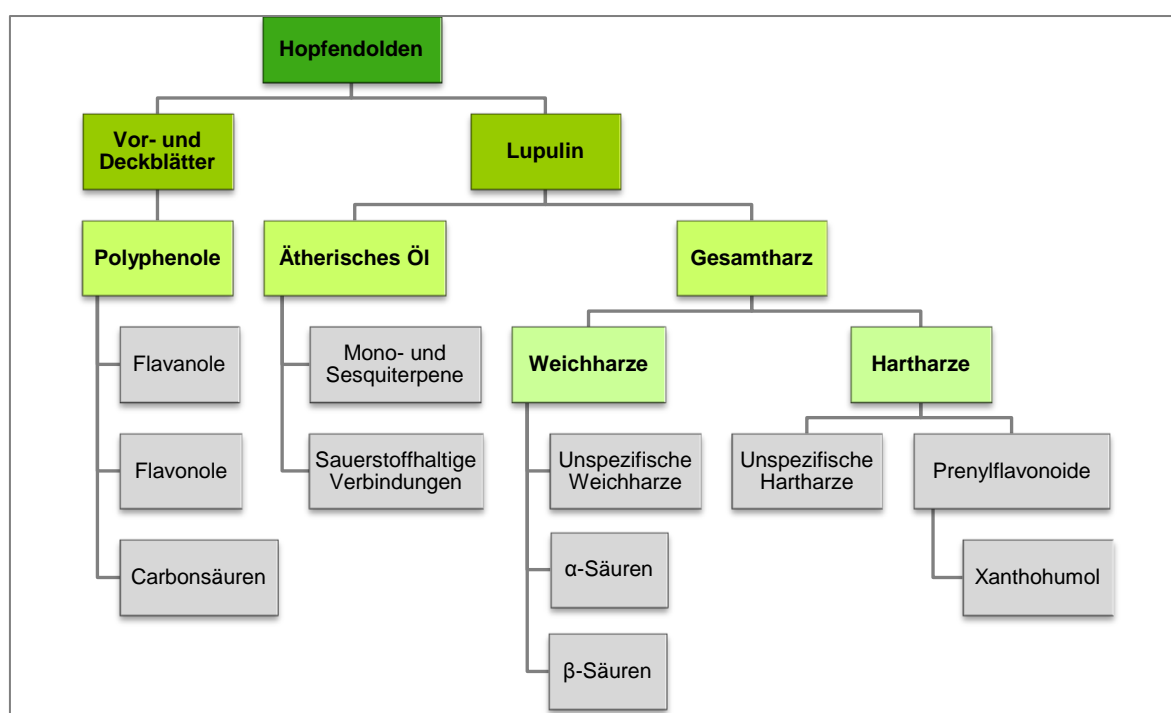 Hopfendolden
Vor- und
Deckblätter
Lupulin
Polyphenole
Ätherisches Öl
Gesamtharz
Flavanole
Mono- und
Sesquiterpene
Weichharze
Hartharze
Flavonole
Sauerstoffhaltige
Verbindungen
Unspezifische
Weichharze
Unspezifische
Hartharze
Prenylflavonoide
Carbonsäuren
α-Säuren
Xanthohumol
β-Säuren